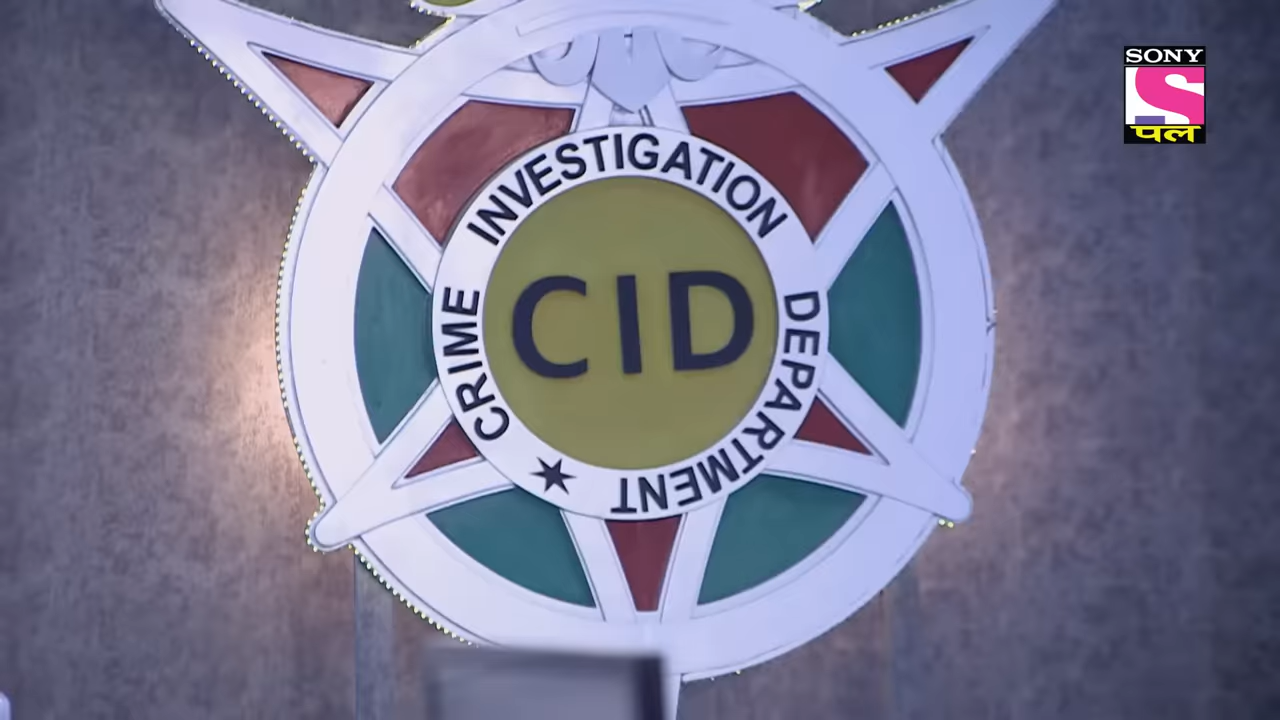 SONY
S
पल
CRIME INVESTIGATION DEPARTMENT
CID